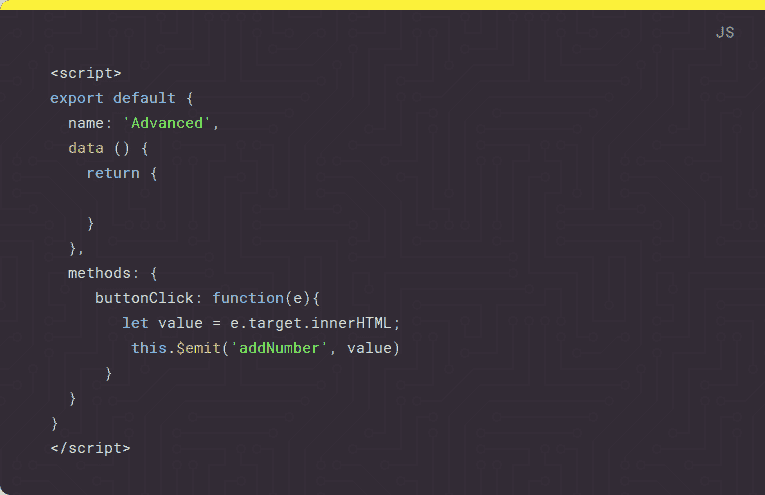 JS
<script>
export default {
  name: 'Advanced',
  data () {
    return {

    }
  },
  methods: {
     buttonClick: function(e){
        let value = e.target.innerHTML;
         this.$emit('addNumber', value)
      }
  }
}
</script>